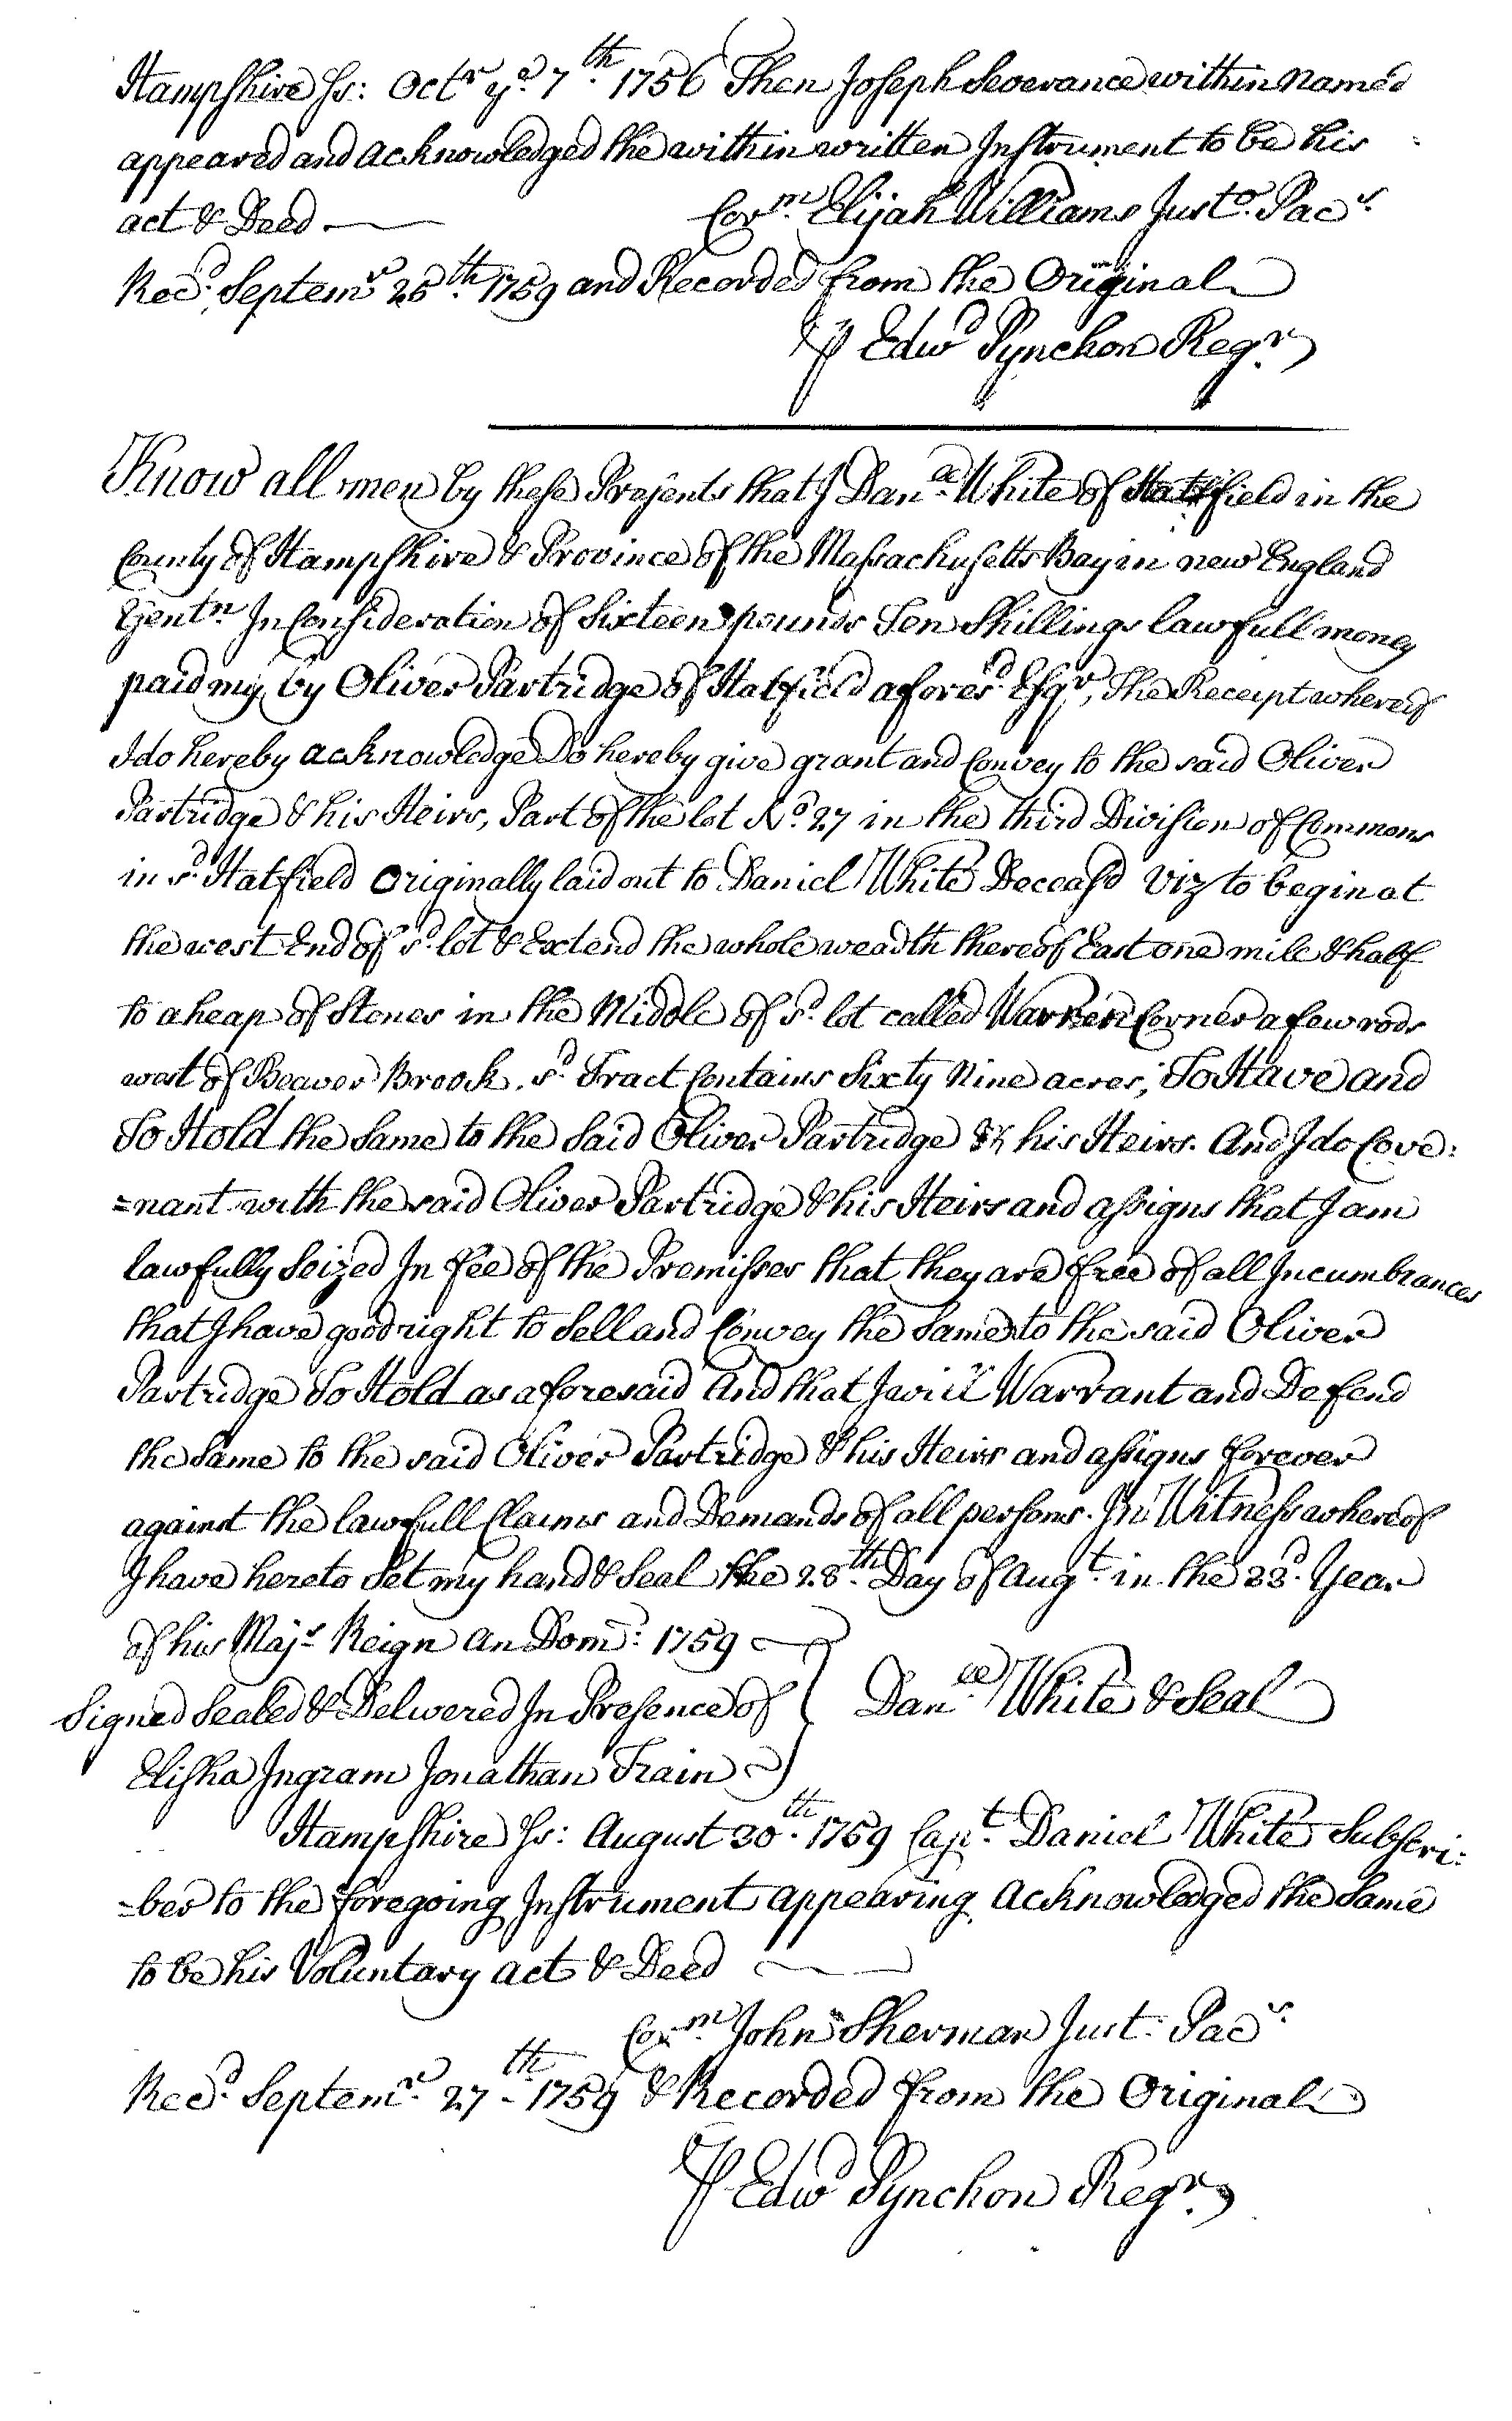 Hampshire ss: Octr ye 7th 1756 Then Joseph Severance within named
appeared and acknowledged the within written Instrument to be his
act & Deed
Corm Elijah Williams Justo Pacs
Recd Septemr 25th 1759 and Recorded from the Original
⅌ Edwd Pynchon Regr
Know all men by these Presents that I Danll White of Hatfield in the
County of Hampshire & Province of the Massachusetts Bay in new England
Gentn In Consideration of Sixteen pounds Ten Shillings lawfull money
paid my by Oliver Partridge of Hatfield aforesd Esqr, the Receipt whereof
I do hereby acknowledge Do hereby give grant and Convey to the said Oliver
Partridge & his Heirs, Part of the lot No 27 in the third Division of Commons
in sd Hatfield Originally laid out to Daniel White Deceasd viz to begin at
the west End of sd lot & Extend the whole weadth thereof East one mile & half
to a heap of Stones in the Middle of sd lot called Warren Corner a few rods
west of Beaver Brook. sd Tract Contains Sixty Nine acres, To Have and
To Hold the Same to the Said Oliver Partridge & his Heirs. And I do Cove:
=nant with the said Oliver Partridge & his Heirs and assigns that I am
lawfully Seized In Fee of the Premisses that they are free of all Incumbrances
that I have good right to Sell and Convey the Same to the said Oliver
Partridge To Hold as aforesaid And that I will Warrant and Defend
the Same to the said Oliver Partridge & his Heirs and assigns forever
against the lawfull Claims and Demands of all persons. In Witness whereof
I have hereto Set my hand & Seal the 28th Day of Augt in the 33d Year
of his Majs Reign An Dom: 1759
Signed Sealed & Delivered In Presence of } Danll White & Seal
Elisha Ingram Jonathan Train
Hampshire ss: August 30th 1759 Capt Daniel White Subscri:
=ber to the foregoing Instrument appearing acknowledged the Same
to be his Voluntary act & Deed
Corm John Sherman Just. Pacs
Recd Septemr 27th 1759 & Recorded from the Original
⅌ Edwd Pynchon Regr